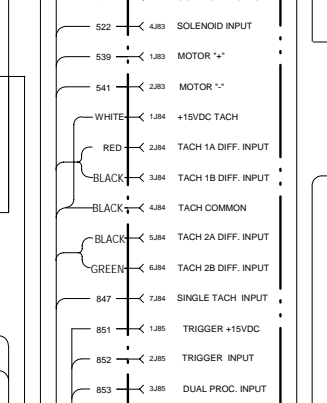 522 4J83 SOLENOID INPUT
539 1J83 MOTOR "+"
541 2J83 MOTOR "-"
WHITE 1J84 +15VDC TACH
RED 2J84 TACH 1A DIFF. INPUT
BLACK 3J84 TACH 1B DIFF. INPUT
BLACK 4J84 TACH COMMON
BLACK 5J84 TACH 2A DIFF. INPUT
GREEN 6J84 TACH 2B DIFF. INPUT
847 7J84 SINGLE TACH INPUT
851 1J85 TRIGGER +15VDC
852 2J85 TRIGGER INPUT
853 3J85 DUAL PROC. INPUT